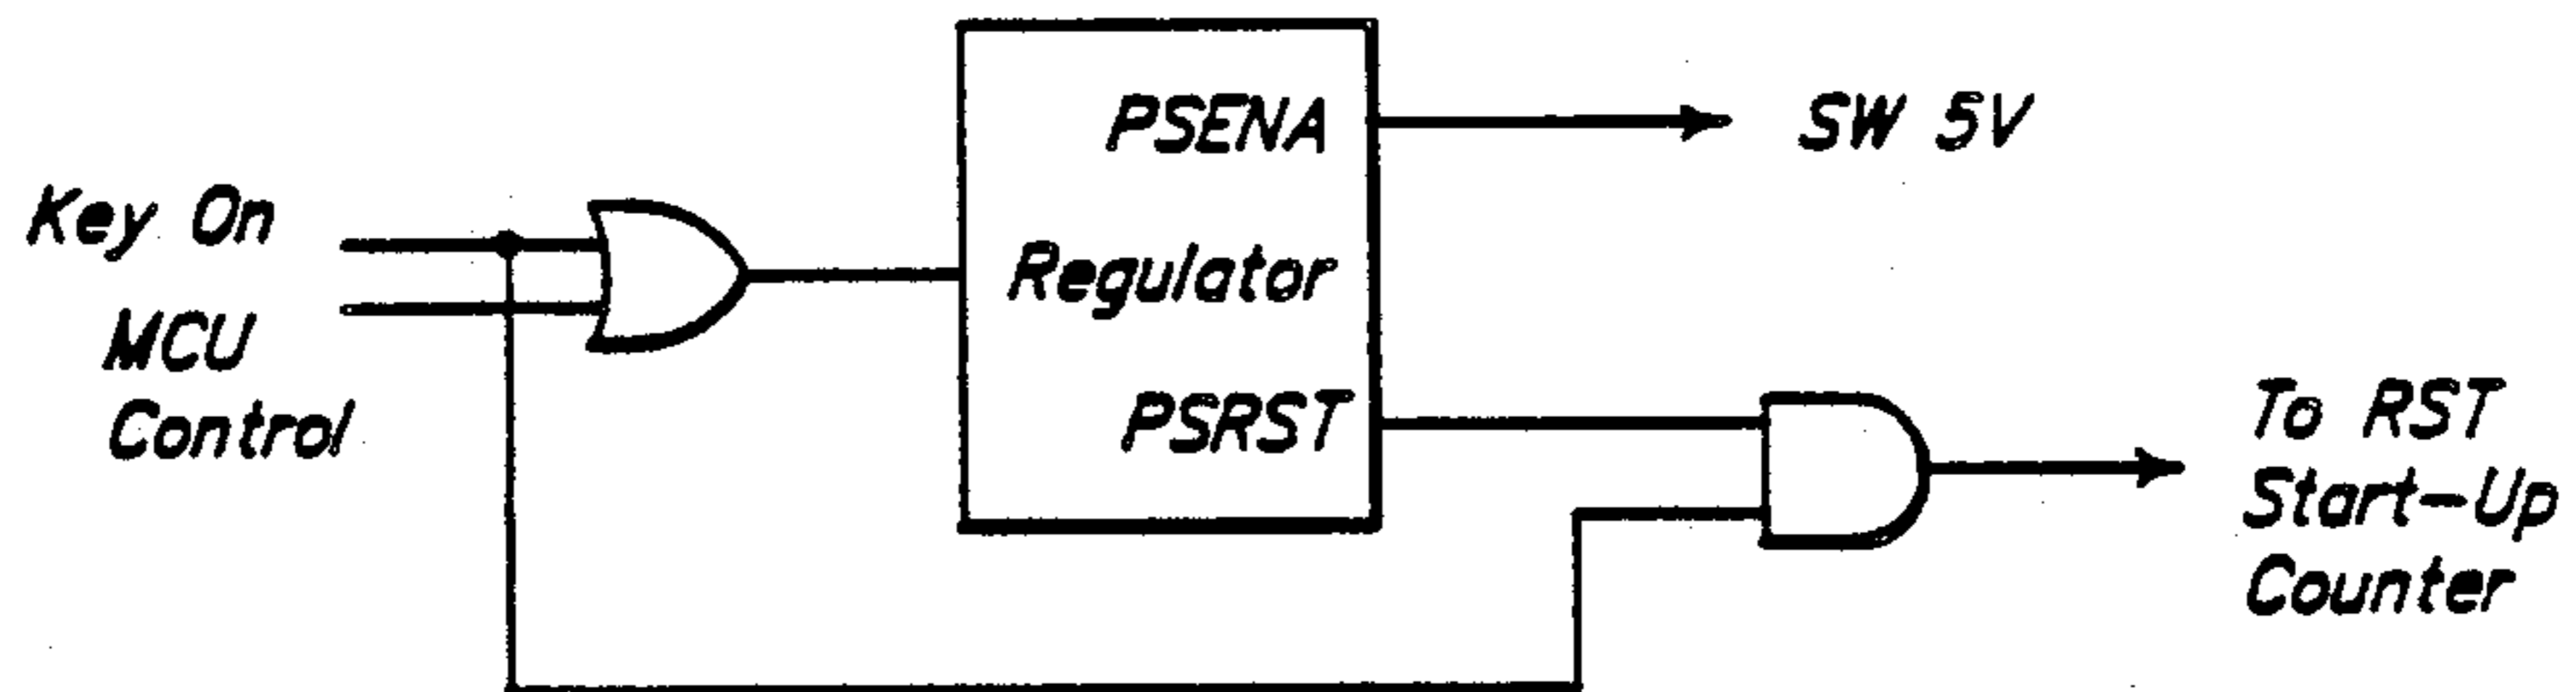 Key On
MCU
Control
PSENA
Regulator
PSRST
SW 5V
To RST
Start-Up
Counter